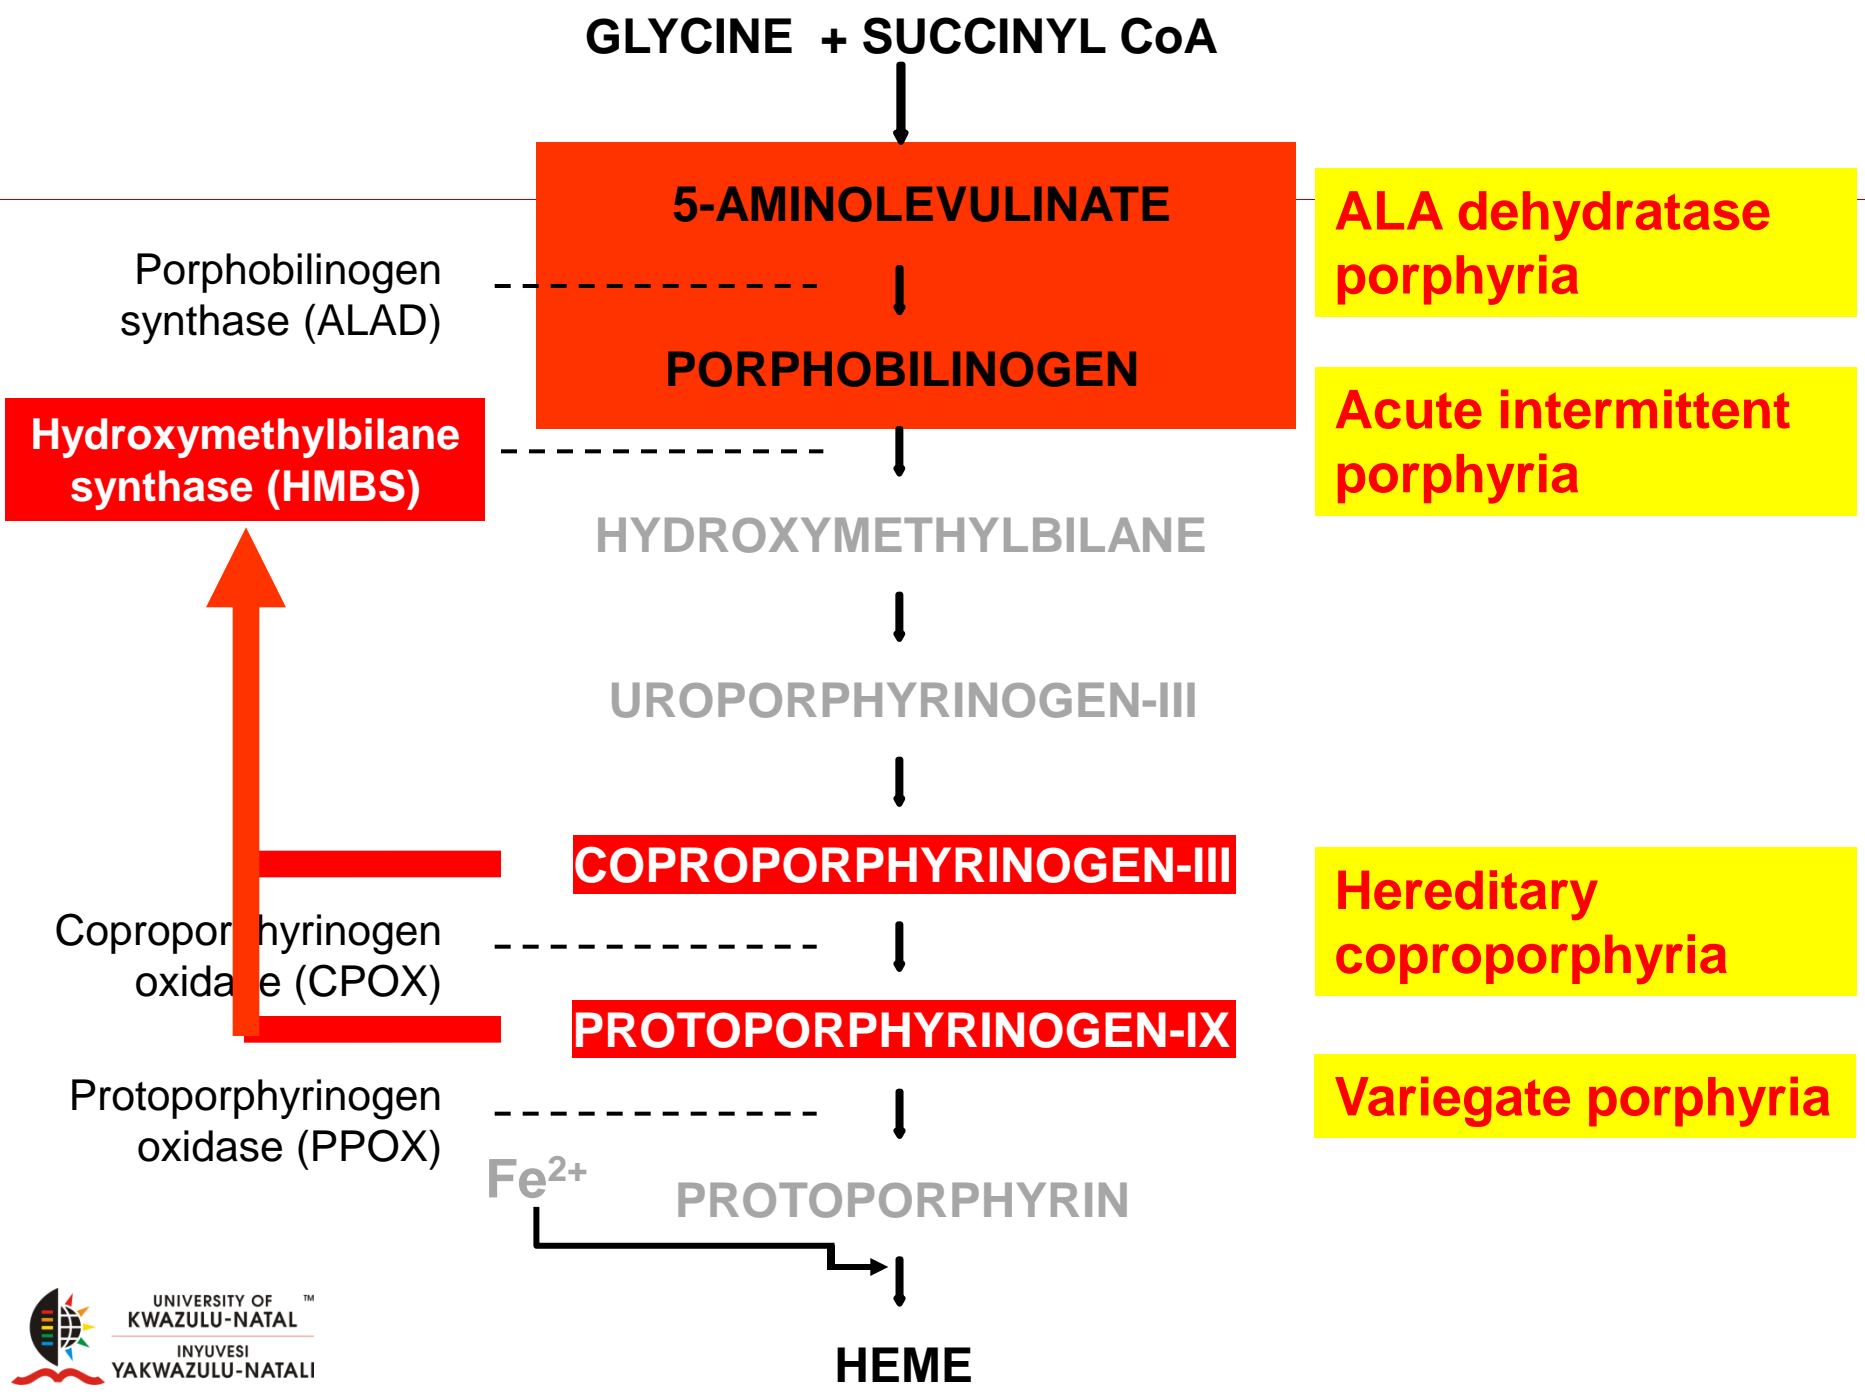 GLYCINE + SUCCINYL CoA
5-AMINOLEVULINATE
ALA dehydratase
porphyria
Porphobilinogen
synthase (ALAD)
PORPHOBILINOGEN
Acute intermittent
porphyria
Hydroxymethylbilane
synthase (HMBS)
HYDROXYMETHYLBILANE
UROPORPHYRINOGEN-III
COPROPORPHYRINOGEN-III
Hereditary
coproporphyria
Coproporphyrinogen
oxidase (CPOX)
PROTOPORPHYRINOGEN-IX
Variegate porphyria
Protoporphyrinogen
oxidase (PPOX)
Fe2+
PROTOPORPHYRIN
HEME
UNIVERSITY OF ™
KWAZULU-NATAL
INYUVESI
YAKWAZULU-NATALI